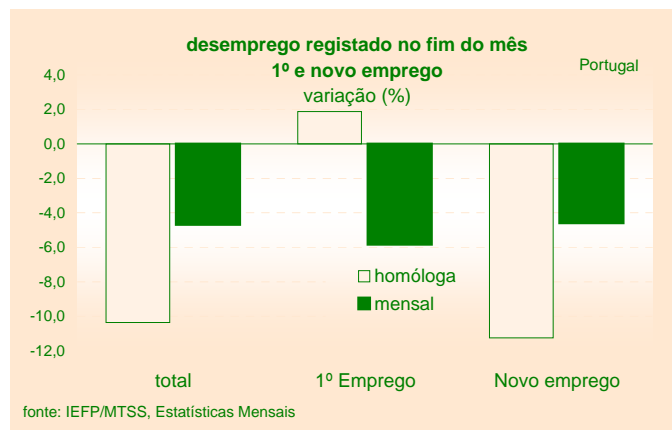 desemprego registado no fim do mês
1º e novo emprego
variação (%)
Portugal
4,0
2,0
0,0
-2,0
-4,0
-6,0
-8,0
-10,0
-12,0
homóloga
mensal
total
1º Emprego
Novo emprego
fonte: IEFP/MTSS, Estatísticas Mensais